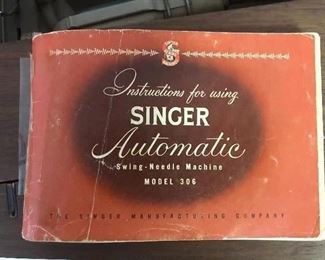 Instructions for using
SINGER
Automatic
Swing-Needle Machine
MODEL 306
THE SINGER MANUFACTURING COMPANY